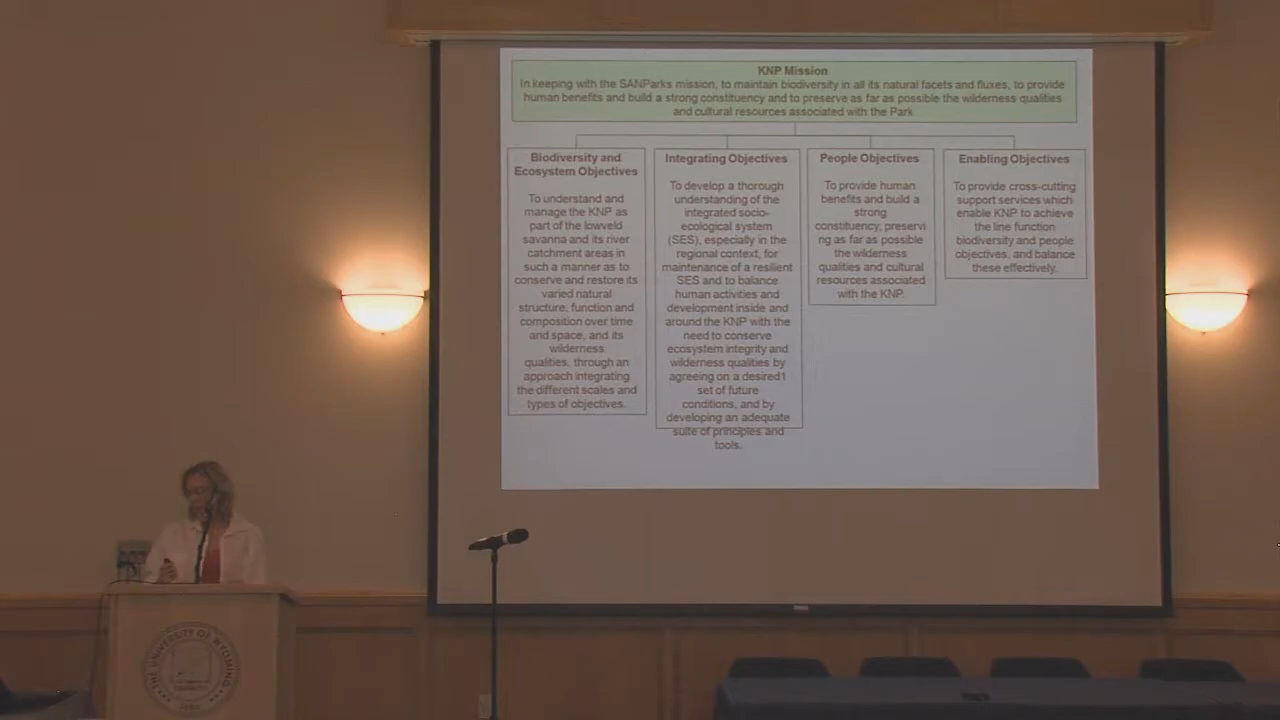 KNP Mission
In keeping with the SANParks mission, to maintain biodiversity in all its natural facets and fluxes, to provide
human benefits and build a strong constituency and to preserve as far as possible the wilderness qualities
and cultural resources associated with the Park
Biodiversity and
Ecosystem Objectives
To understand and
manage the KNP as
part of the lowveld
savanna and its river
catchment areas in
such a manner as to
conserve and restore its
varied natural
structure, function and
composition over time
and space, and its
wilderness
qualities, through an
approach integrating
the different scales and
types of objectives.
Integrating Objectives
To develop a thorough
understanding of the
integrated socio-
ecological system
(SES), especially in the
regional context, for
maintenance of a resilient
SES and to balance
human activities and
development inside and
around the KNP with the
need to conserve
ecosystem integrity and
wilderness qualities by
agreeing on a desired1
set of future
conditions, and by
developing an adequate
suite of principles and
tools.
People Objectives
To provide human
benefits and build a
strong
constituency, preservi
ng as far as possible
the wilderness
qualities and cultural
resources associated
with the KNP.
Enabling Objectives
To provide cross-cutting
support services which
enable KNP to achieve
the line function
biodiversity and people
objectives, and balance
these effectively.
THE UNIVERSITY OF WYOMING